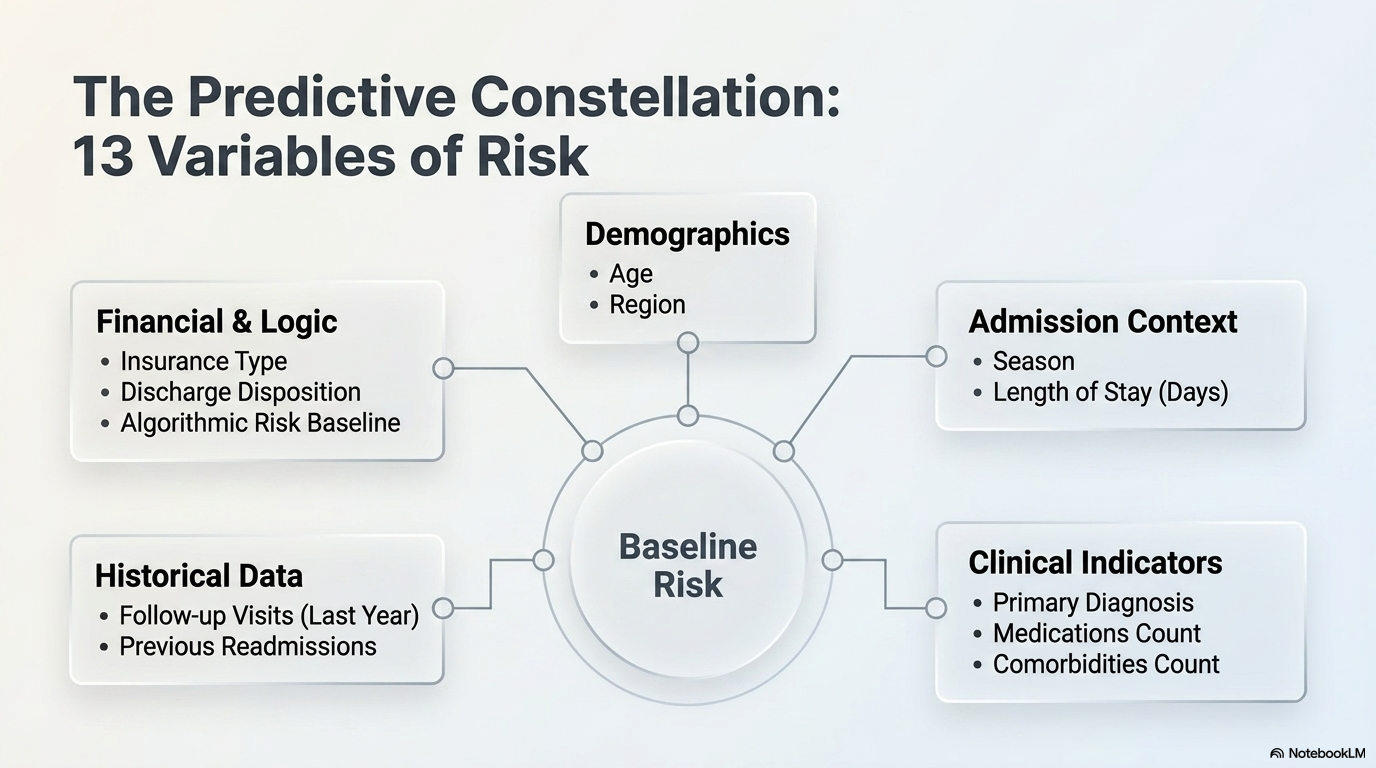 The Predictive Constellation:
13 Variables of Risk
Demographics
• Age
• Region
Financial & Logic
• Insurance Type
• Discharge Disposition
• Algorithmic Risk Baseline
Admission Context
• Season
• Length of Stay (Days)
Historical Data
• Follow-up Visits (Last Year)
• Previous Readmissions
Baseline
Risk
Clinical Indicators
• Primary Diagnosis
• Medications Count
• Comorbidities Count
NotebookLM